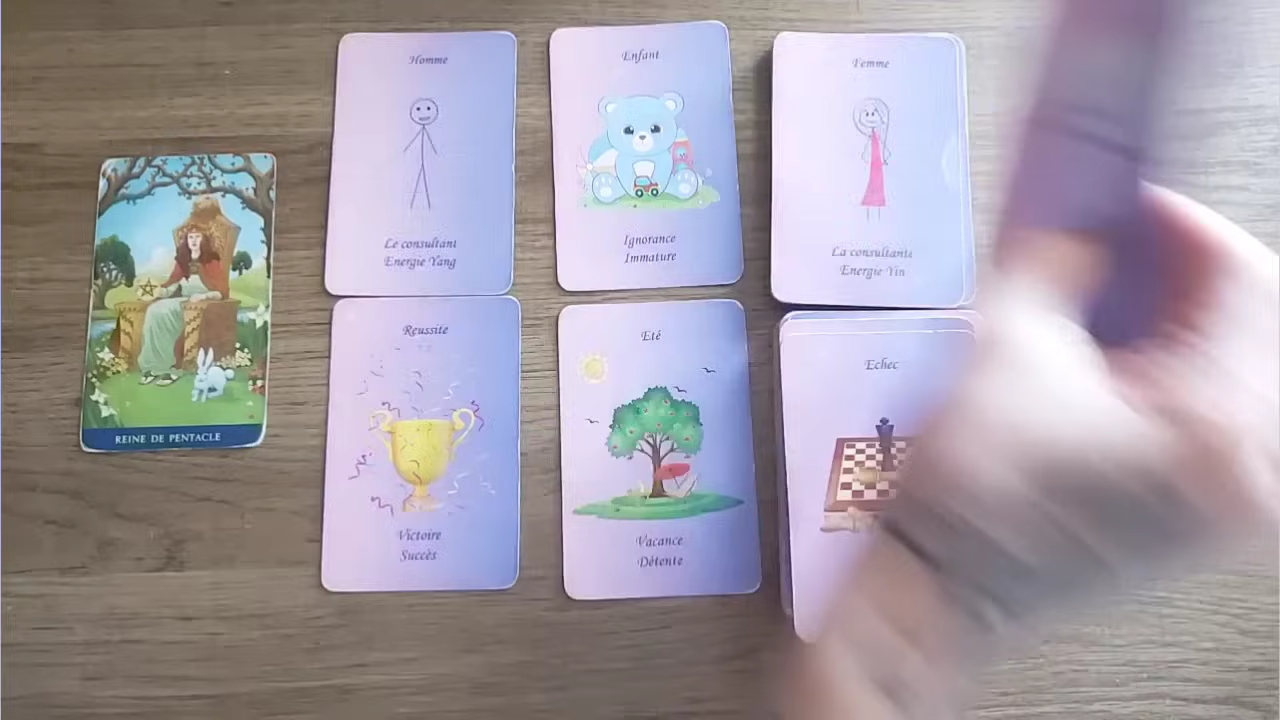 Homme
Le consultant
Energie Yang
Enfant
Ignorance
Immature
Femme
La consultante
Energie Yin
REINE DE PENTACLE
Reussite
Victoire
Succès
Eté
Vacance
Détente
Echec